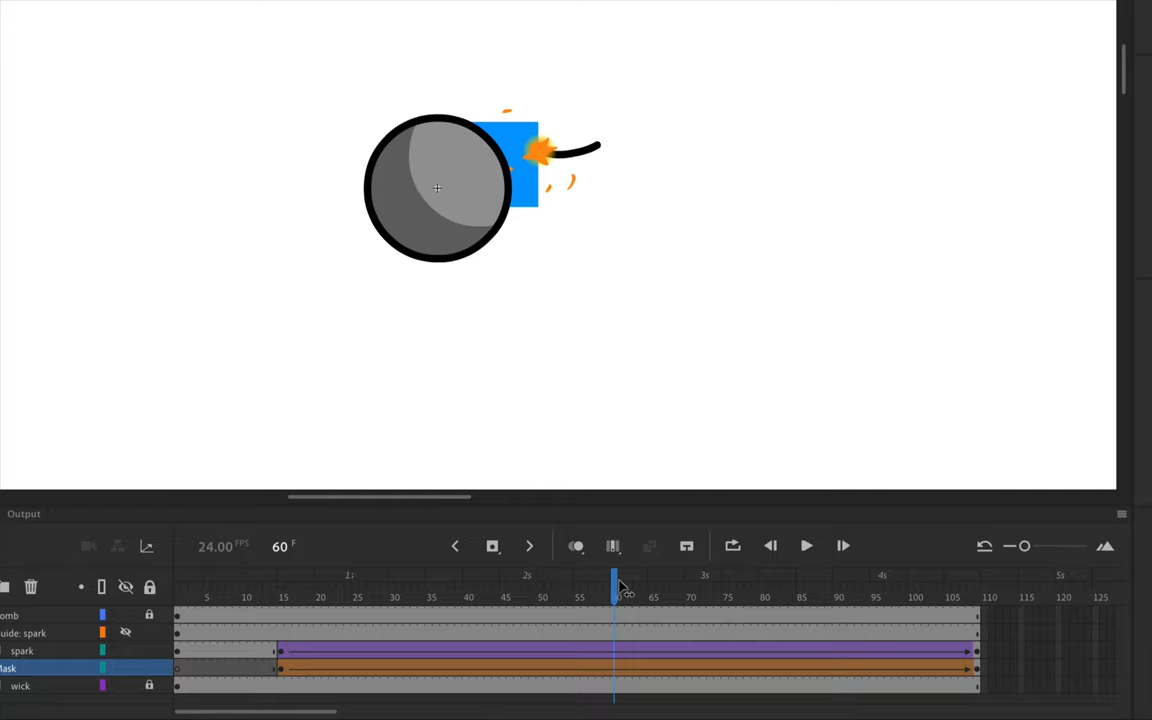 Output
24.00 FPS 60 F
1s 2s 3s 4s 5s
5 10 15 20 25 30 35 40 45 50 55 60 65 70 75 80 85 90 95 100 105 110 115 120 125
omb
uide: spark
spark
Mask
wick